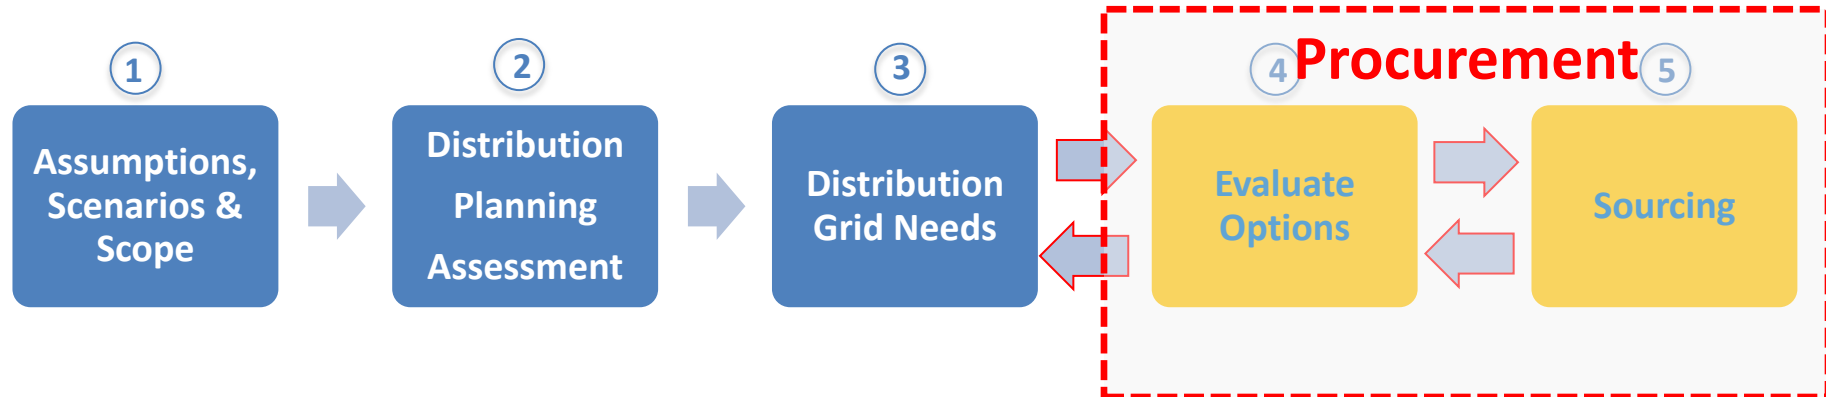 1
Assumptions,
Scenarios &
Scope
2
Distribution
Planning
Assessment
3
Distribution
Grid Needs
Procurement
4
Evaluate
Options
5
Sourcing